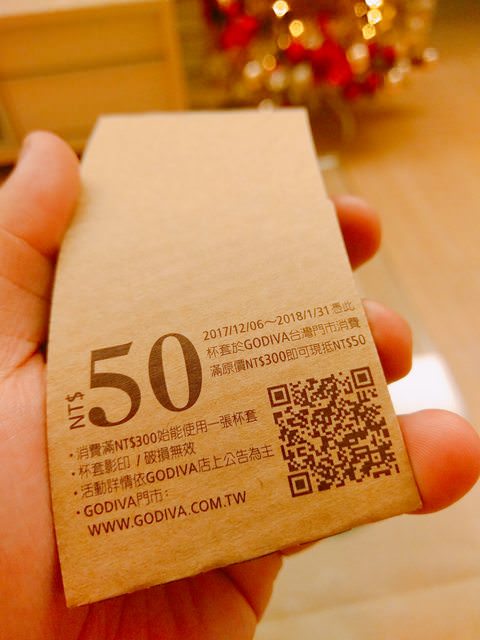 2017/12/06～2018/1/31 憑此
杯套於GODIVA台灣門市消費
滿原價NT$300即可現抵NT$50
NT$50
・消費滿NT$300始能使用一張杯套
・杯套影印 / 破損無效
・活動詳情依GODIVA店上公告為主
・GODIVA門市：
WWW.GODIVA.COM.TW